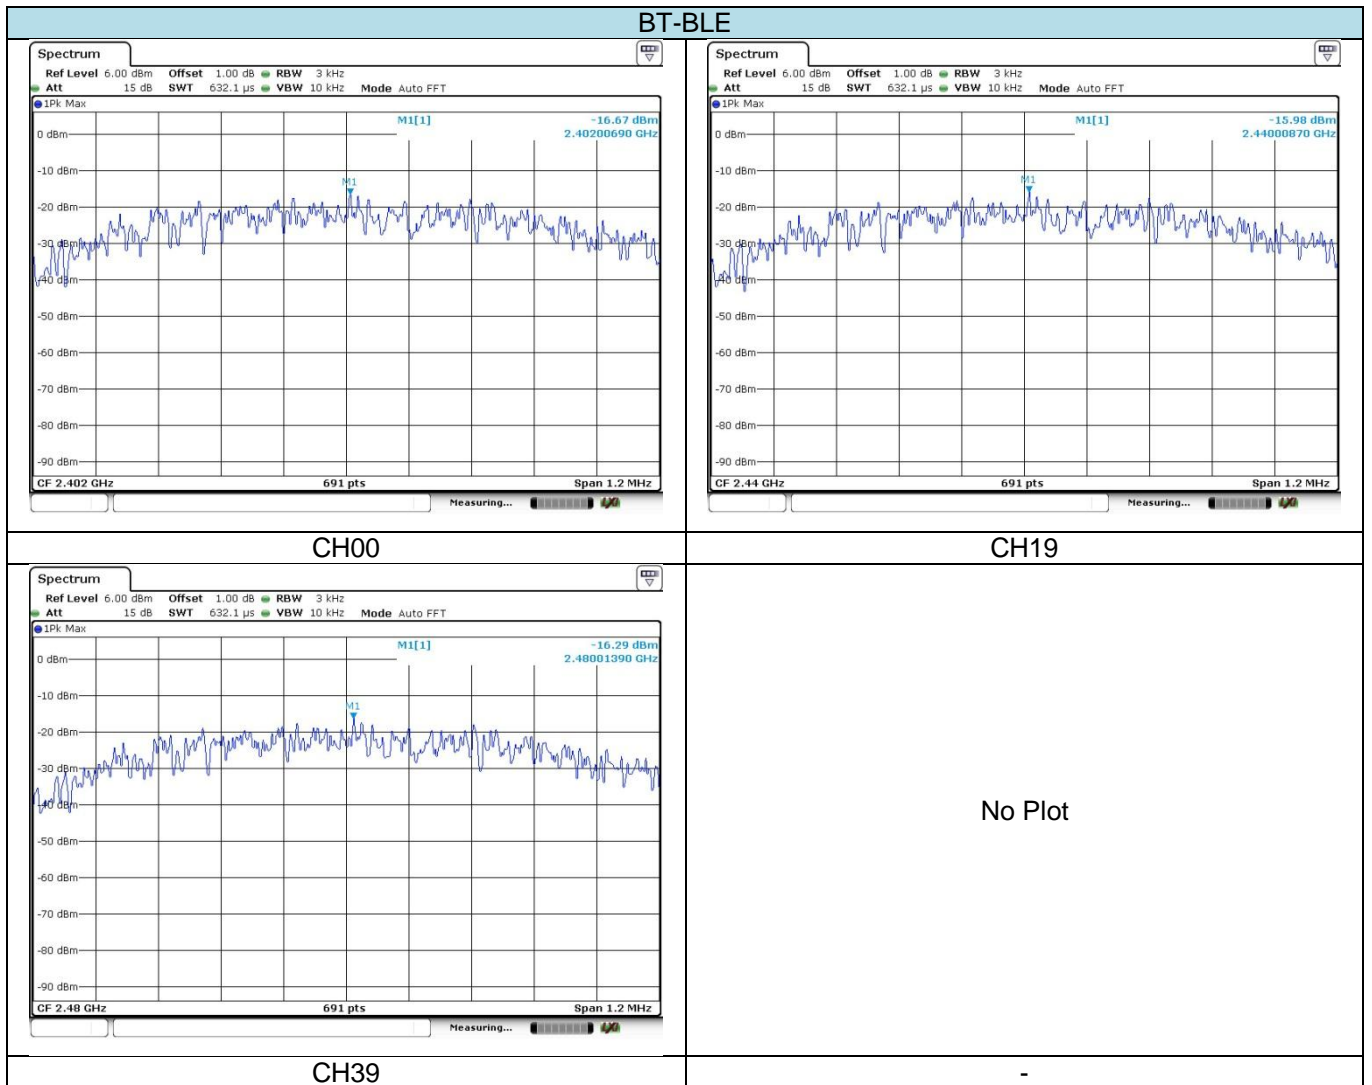 BT-BLE
Spectrum
Ref Level 6.00 dBm Offset 1.00 dB RBW 3 kHz
Att 15 dB SWT 632.1 µs VBW 10 kHz Mode Auto FFT
1Pk Max
M1[1] -16.67 dBm
2.40200690 GHz
0 dBm
-10 dBm
M1
-20 dBm
-30 dBm
-40 dBm
-50 dBm
-60 dBm
-70 dBm
-80 dBm
-90 dBm
CF 2.402 GHz 691 pts Span 1.2 MHz
Measuring...
CH00
Spectrum
Ref Level 6.00 dBm Offset 1.00 dB RBW 3 kHz
Att 15 dB SWT 632.1 µs VBW 10 kHz Mode Auto FFT
1Pk Max
M1[1] -15.98 dBm
2.44000870 GHz
0 dBm
-10 dBm
M1
-20 dBm
-30 dBm
-40 dBm
-50 dBm
-60 dBm
-70 dBm
-80 dBm
-90 dBm
CF 2.44 GHz 691 pts Span 1.2 MHz
Measuring...
CH19
Spectrum
Ref Level 6.00 dBm Offset 1.00 dB RBW 3 kHz
Att 15 dB SWT 632.1 µs VBW 10 kHz Mode Auto FFT
1Pk Max
M1[1] -16.29 dBm
2.48001390 GHz
0 dBm
-10 dBm
M1
-20 dBm
-30 dBm
-40 dBm
-50 dBm
-60 dBm
-70 dBm
-80 dBm
-90 dBm
CF 2.48 GHz 691 pts Span 1.2 MHz
Measuring...
CH39
No Plot
-